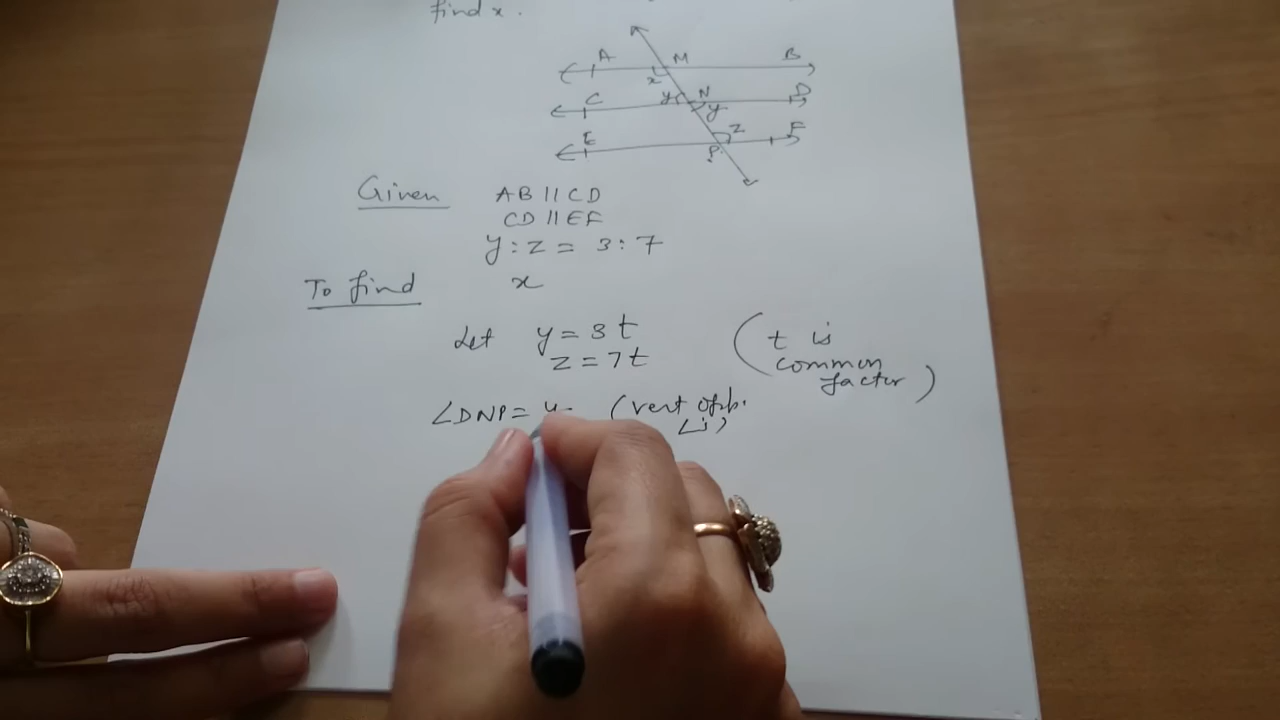 find x.
A M B
x
C y N D
y
E z F
P
Given AB || CD
CD || EF
y : z = 3 : 7
To find x
Let y = 3t (t is
z = 7t common
factor)
∠DNP = y (vert opp.
∠s)